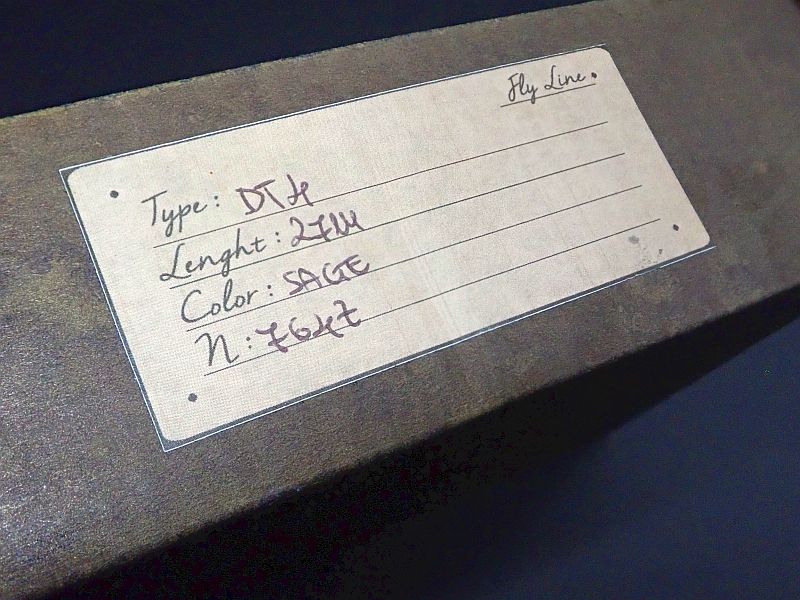 Fly Line
Type: DT4
Lenght: 27M
Color: SAGE
N: 7647